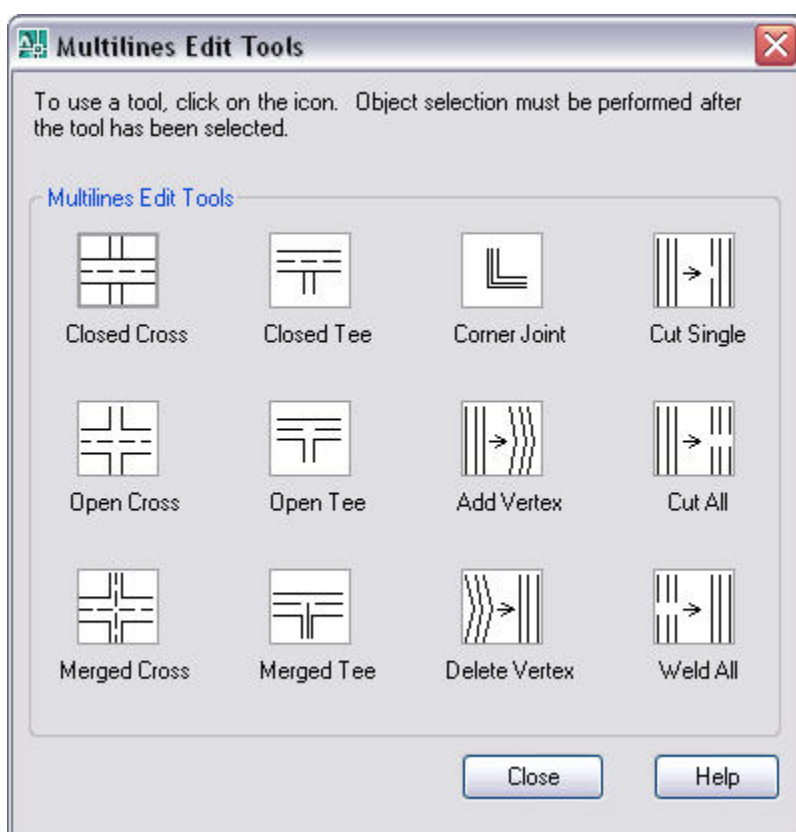 Multilines Edit Tools
To use a tool, click on the icon. Object selection must be performed after
the tool has been selected.
Multilines Edit Tools
Closed Cross Closed Tee Corner Joint Cut Single
Open Cross Open Tee Add Vertex Cut All
Merged Cross Merged Tee Delete Vertex Weld All
Close Help